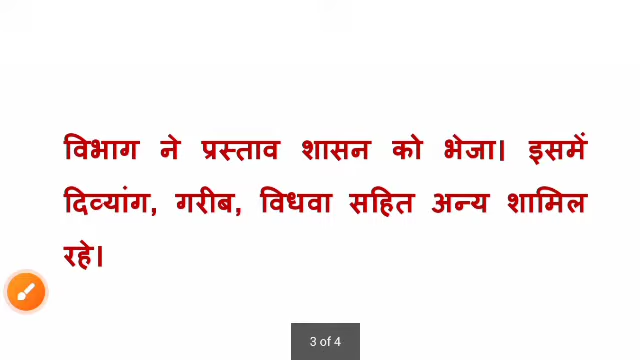 विभाग ने प्रस्ताव शासन को भेजा। इसमें
दिव्यांग, गरीब, विधवा सहित अन्य शामिल
रहे।
3 of 4